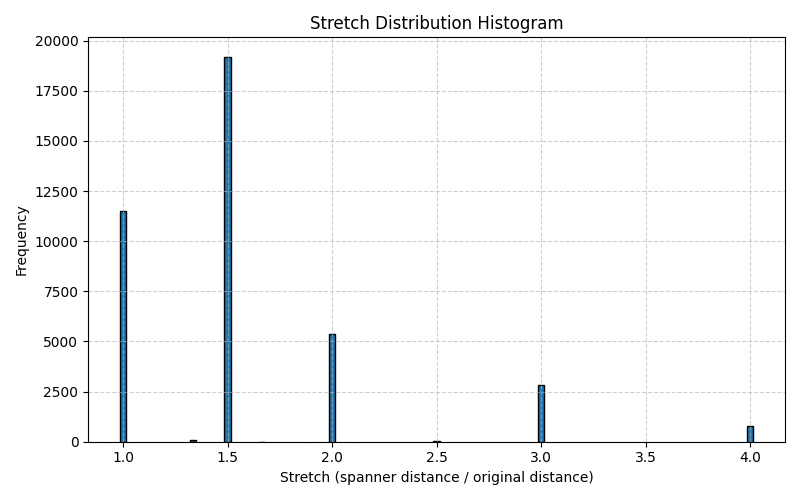 Stretch Distribution Histogram
20000
17500
15000
12500
10000
7500
5000
2500
0
Frequency
1.0 1.5 2.0 2.5 3.0 3.5 4.0
Stretch (spanner distance / original distance)